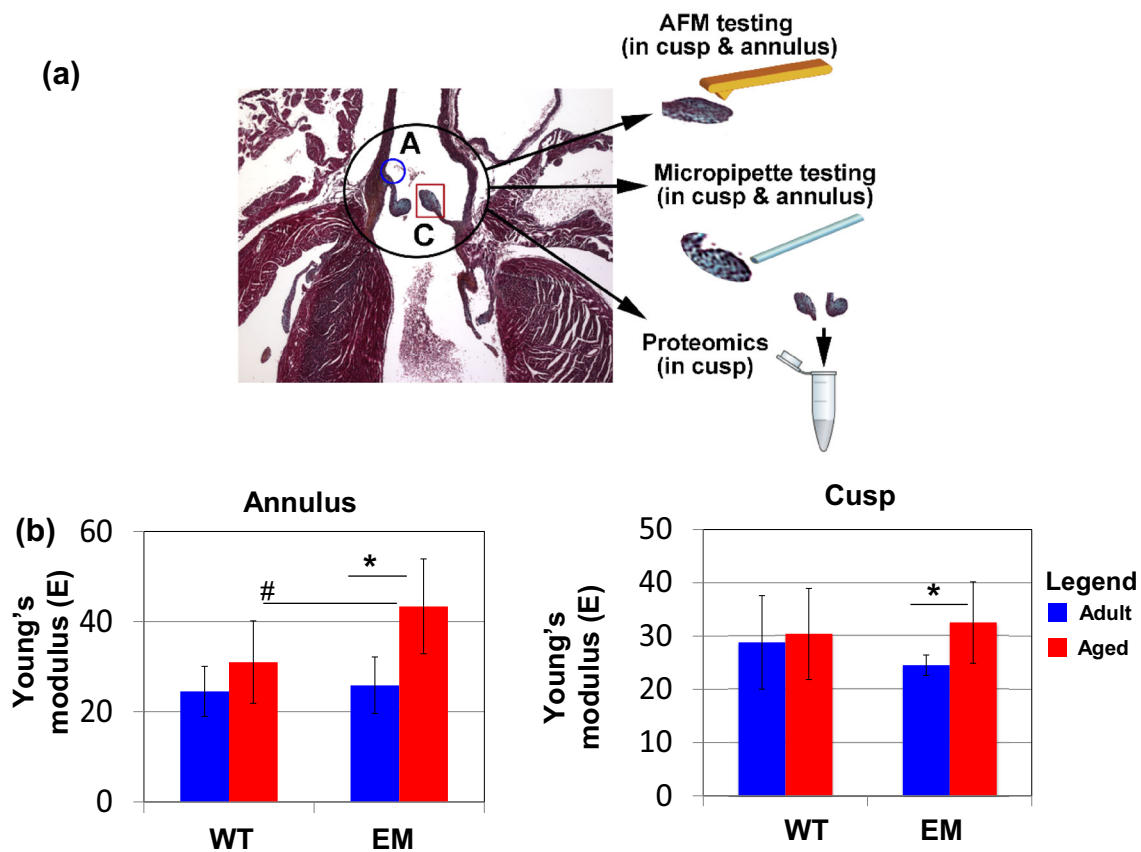 (a)
AFM testing
(in cusp & annulus)
A
C
Micropipette testing
(in cusp & annulus)
Proteomics
(in cusp)
(b)
Annulus
Young's
modulus (E)
60
40
20
0
#
*
WT
EM
Cusp
Young's
modulus (E)
50
40
30
20
10
0
*
WT
EM
Legend
Adult
Aged